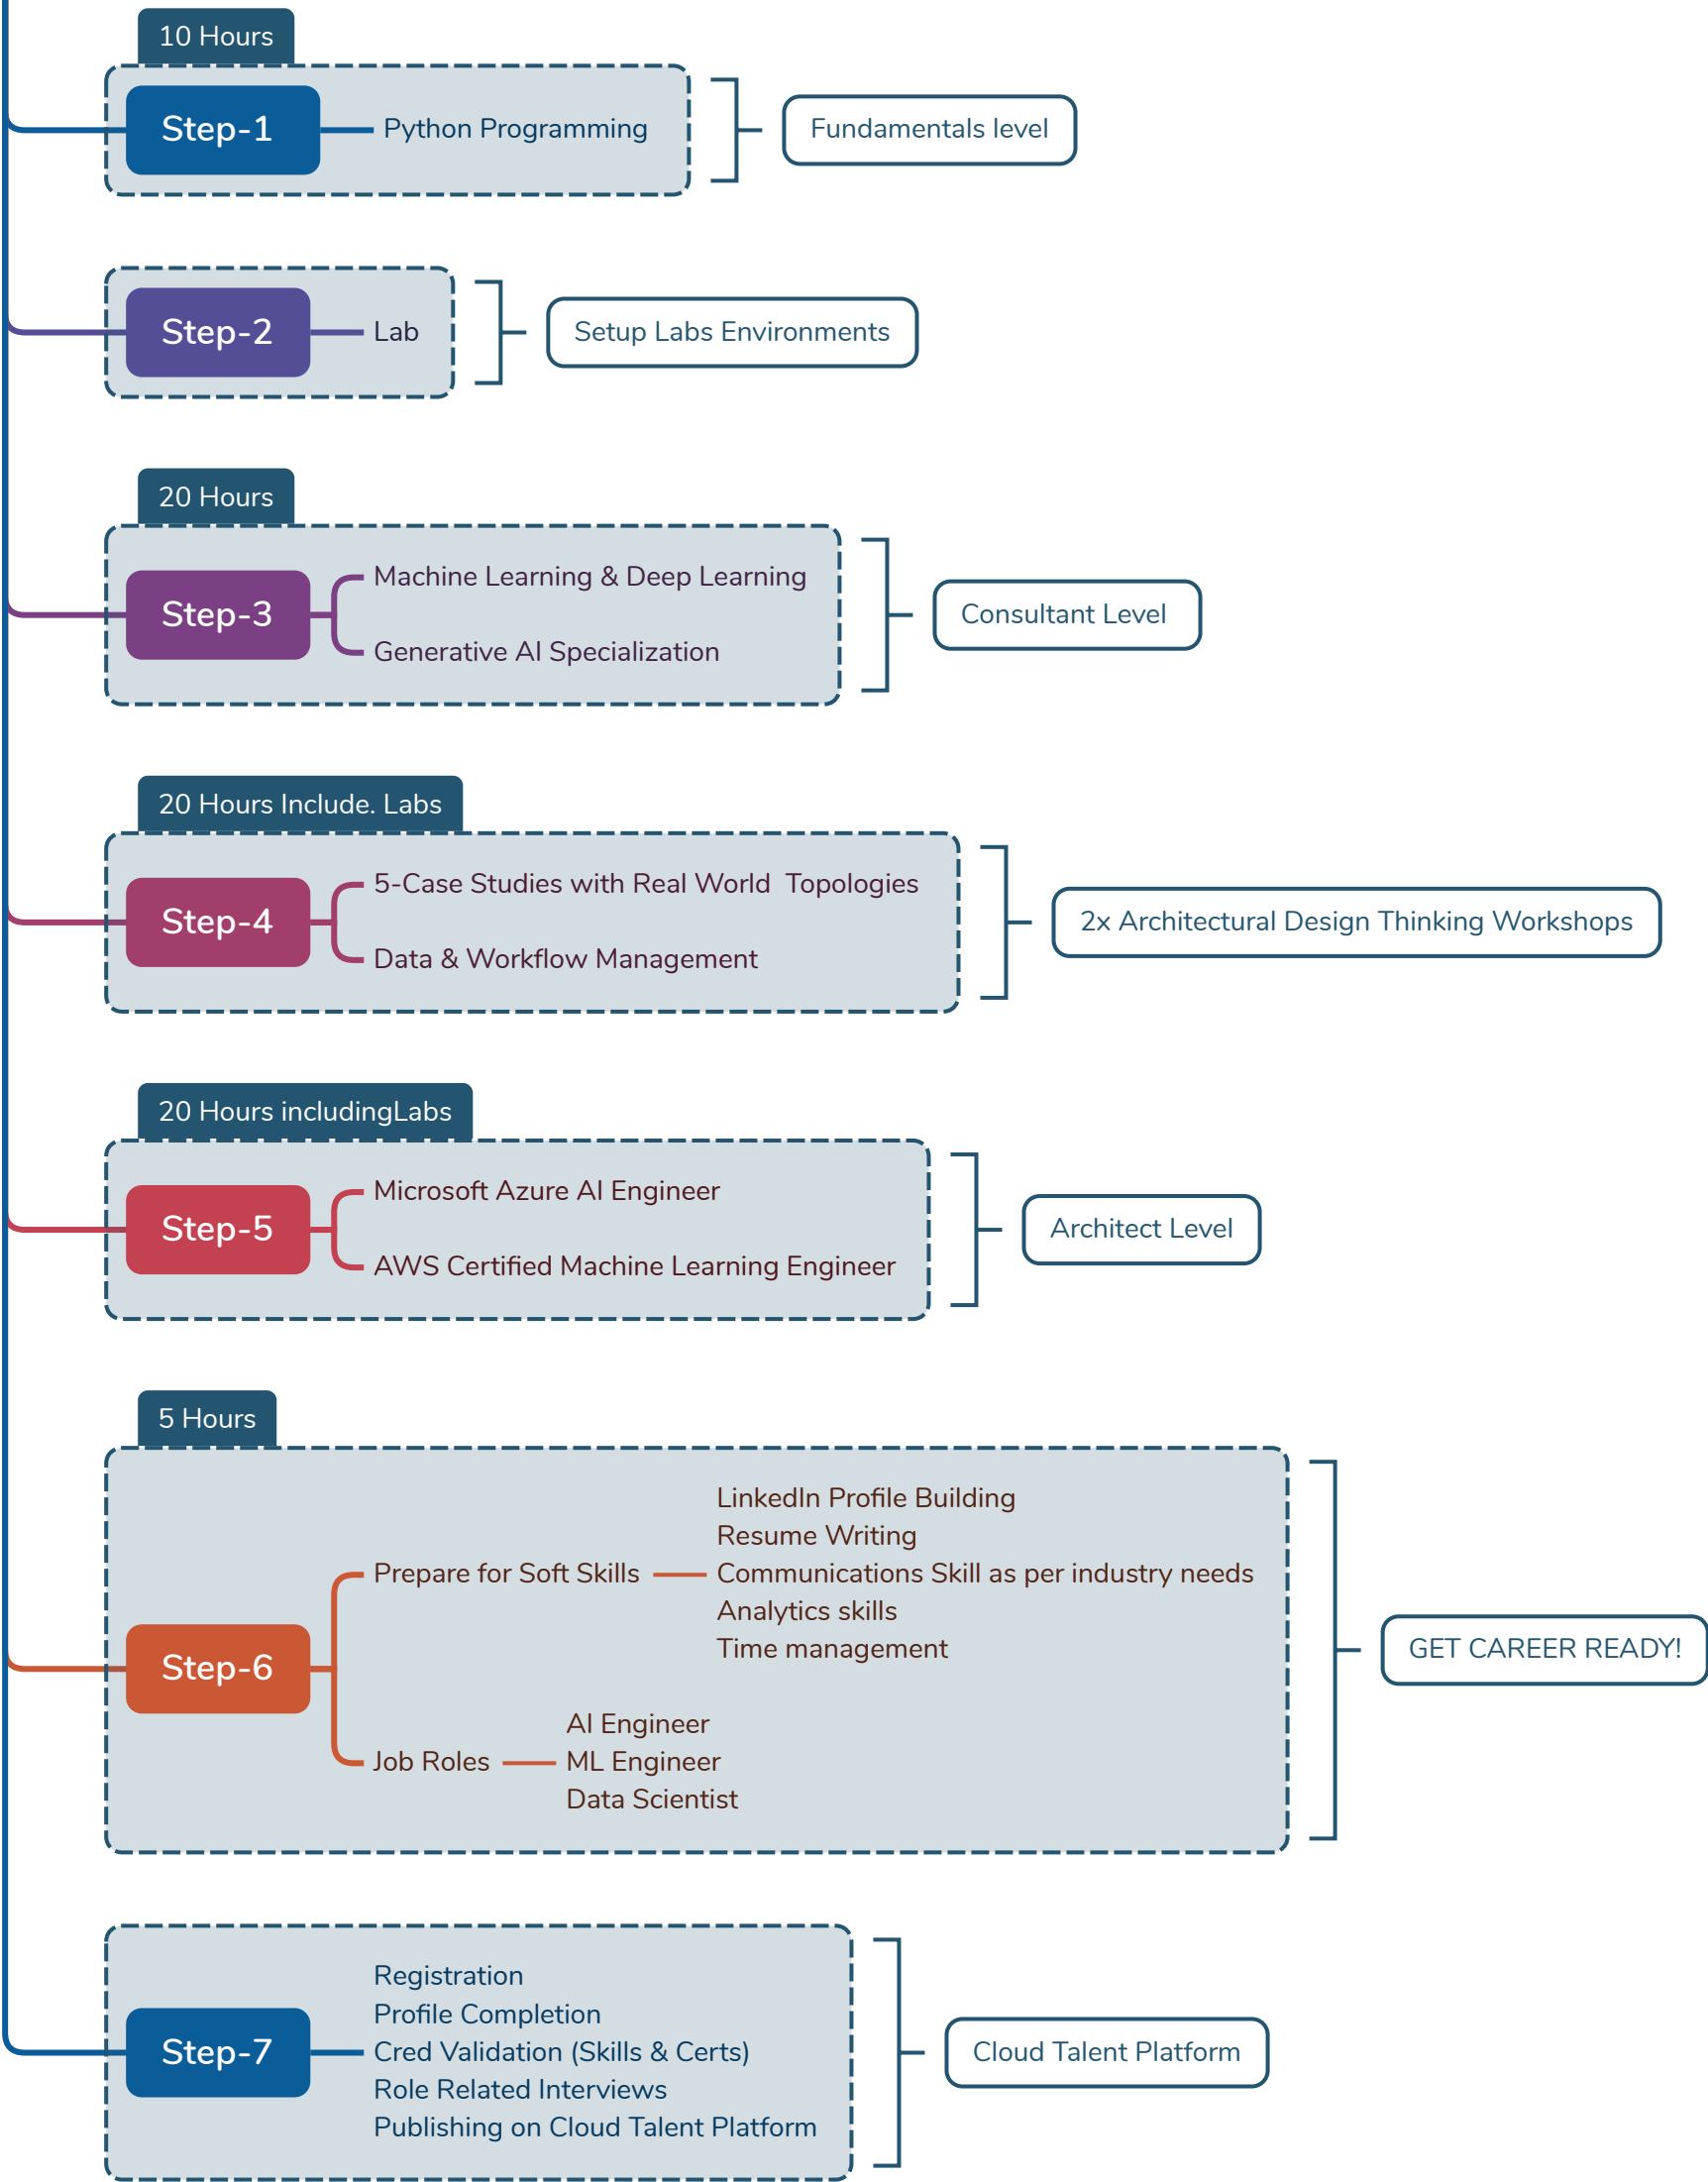 10 Hours
Step-1
Python Programming
Fundamentals level
Step-2
Lab
Setup Labs Environments
20 Hours
Step-3
Machine Learning & Deep Learning
Generative AI Specialization
Consultant Level
20 Hours Include. Labs
Step-4
5-Case Studies with Real World  Topologies
Data & Workflow Management
2x Architectural Design Thinking Workshops
20 Hours includingLabs
Step-5
Microsoft Azure AI Engineer
AWS Certified Machine Learning Engineer
Architect Level
5 Hours
Step-6
Prepare for Soft Skills
LinkedIn Profile Building
Resume Writing
Communications Skill as per industry needs
Analytics skills
Time management
Job Roles
AI Engineer
ML Engineer
Data Scientist
GET CAREER READY!
Step-7
Registration
Profile Completion
Cred Validation (Skills & Certs)
Role Related Interviews
Publishing on Cloud Talent Platform
Cloud Talent Platform